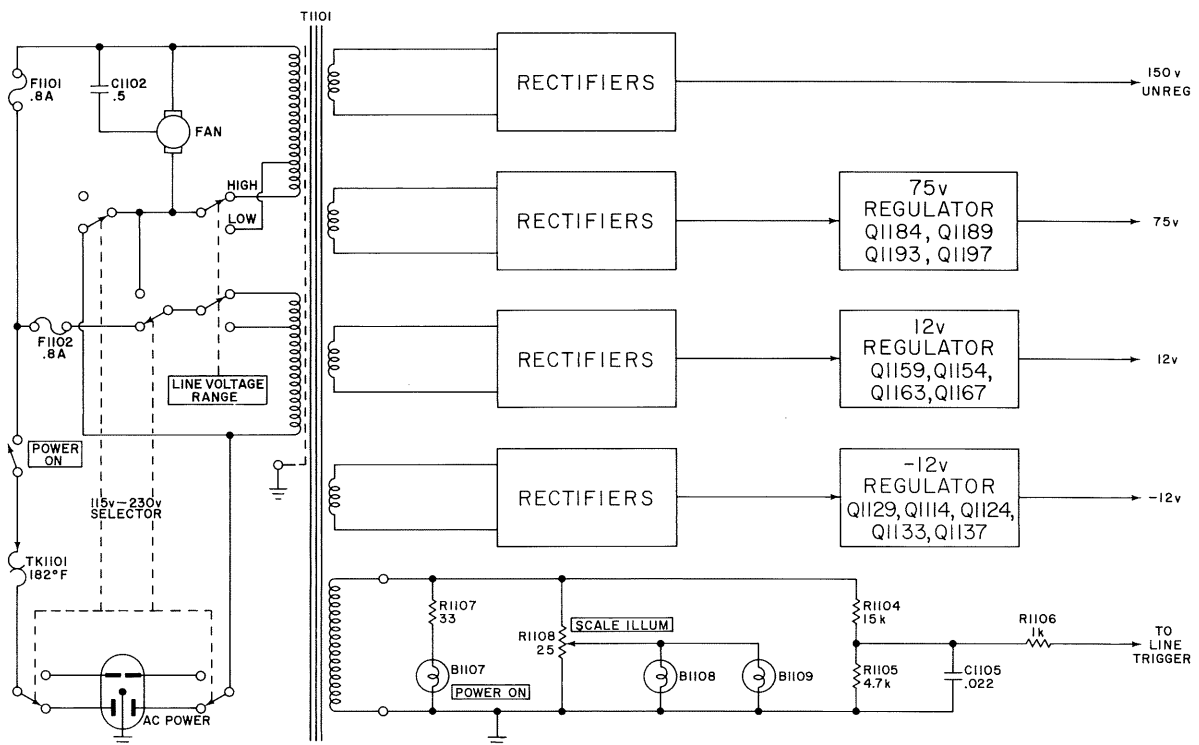 T1101
F1101
.8A
C1102
.5
FAN
HIGH
LOW
F1102
.8A
LINE VOLTAGE
RANGE
POWER
ON
115v–230v
SELECTOR
TK1101
182°F
AC POWER
RECTIFIERS
150v
UNREG
RECTIFIERS
75v
REGULATOR
Q1184, Q1189
Q1193, Q1197
75v
RECTIFIERS
12v
REGULATOR
Q1159, Q1154,
Q1163, Q1167
12v
RECTIFIERS
-12v
REGULATOR
Q1129, Q1114, Q1124,
Q1133, Q1137
-12v
R1107
33
B1107
POWER ON
R1108
25
SCALE ILLUM
B1108
B1109
R1104
15k
R1105
4.7k
C1105
.022
R1106
1k
TO
LINE
TRIGGER